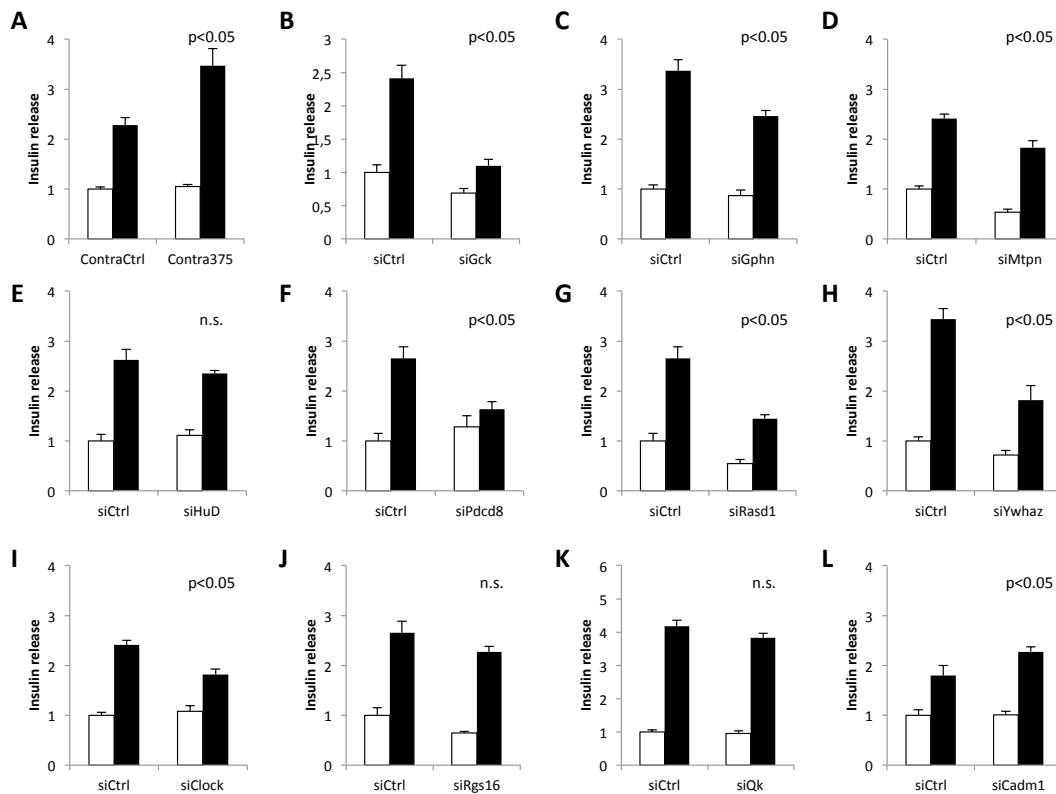 A
B
C
D
p<0.05
p<0.05
p<0.05
p<0.05
Insulin release
4
3
2
1
0
ContraCtrl Contra375
Insulin release
3
2,5
2
1,5
1
0,5
0
siCtrl siGck
Insulin release
4
3
2
1
0
siCtrl siGphn
Insulin release
4
3
2
1
0
siCtrl siMtpn
E
F
G
H
n.s.
p<0.05
p<0.05
p<0.05
Insulin release
4
3
2
1
0
siCtrl siHuD
Insulin release
4
3
2
1
0
siCtrl siPdcd8
Insulin release
4
3
2
1
0
siCtrl siRasd1
Insulin release
4
3
2
1
0
siCtrl siYwhaz
I
J
K
L
p<0.05
n.s.
n.s.
p<0.05
Insulin release
4
3
2
1
0
siCtrl siClock
Insulin release
4
3
2
1
0
siCtrl siRgs16
Insulin release
6
5
4
3
2
1
0
siCtrl siQk
Insulin release
4
3
2
1
0
siCtrl siCadm1